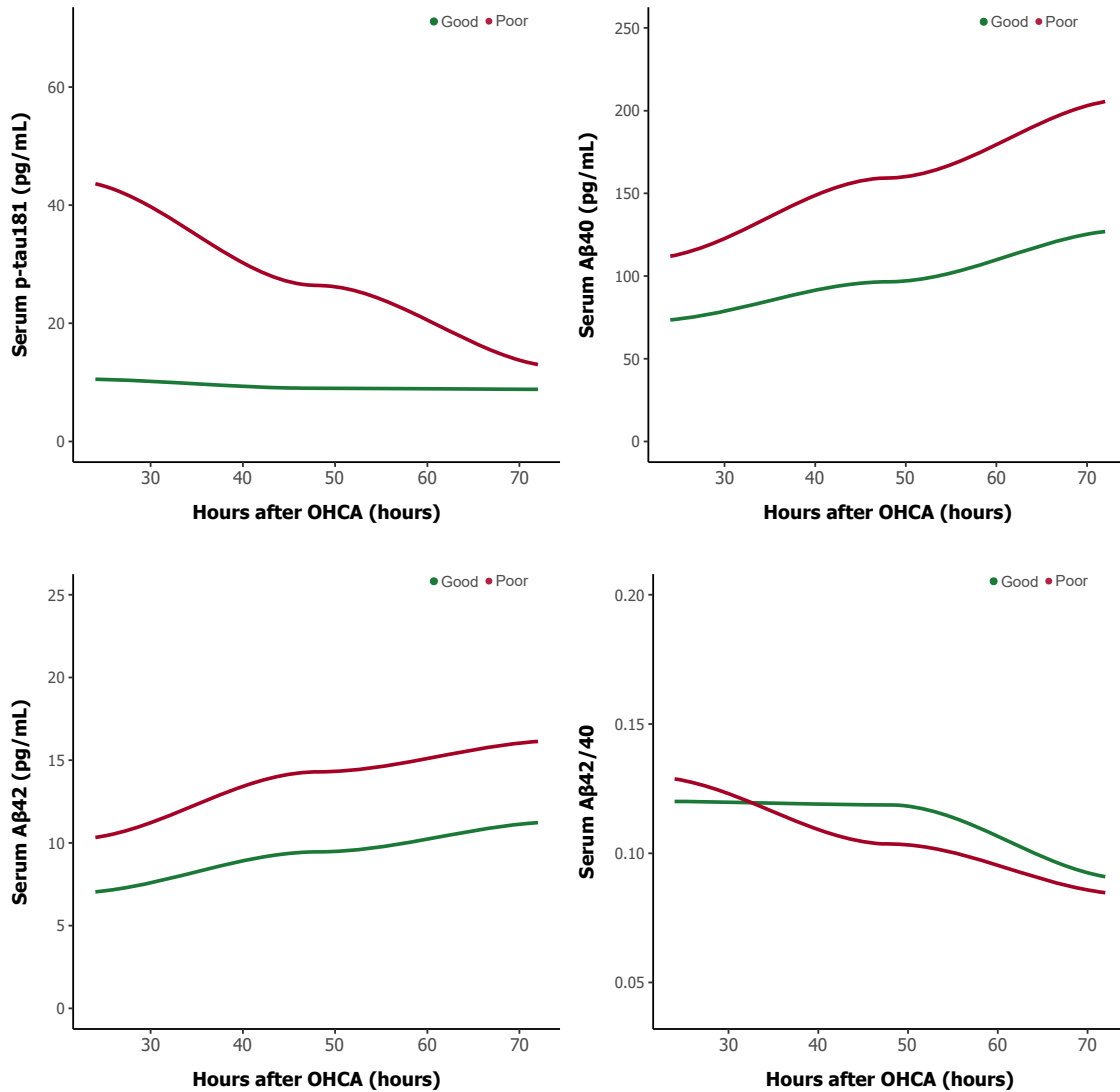 Good Poor
Serum p-tau181 (pg/mL)
60
40
20
0
30 40 50 60 70
Hours after OHCA (hours)
Good Poor
Serum Aβ40 (pg/mL)
250
200
150
100
50
0
30 40 50 60 70
Hours after OHCA (hours)
Good Poor
Serum Aβ42 (pg/mL)
25
20
15
10
5
0
30 40 50 60 70
Hours after OHCA (hours)
Good Poor
Serum Aβ42/40
0.20
0.15
0.10
0.05
30 40 50 60 70
Hours after OHCA (hours)